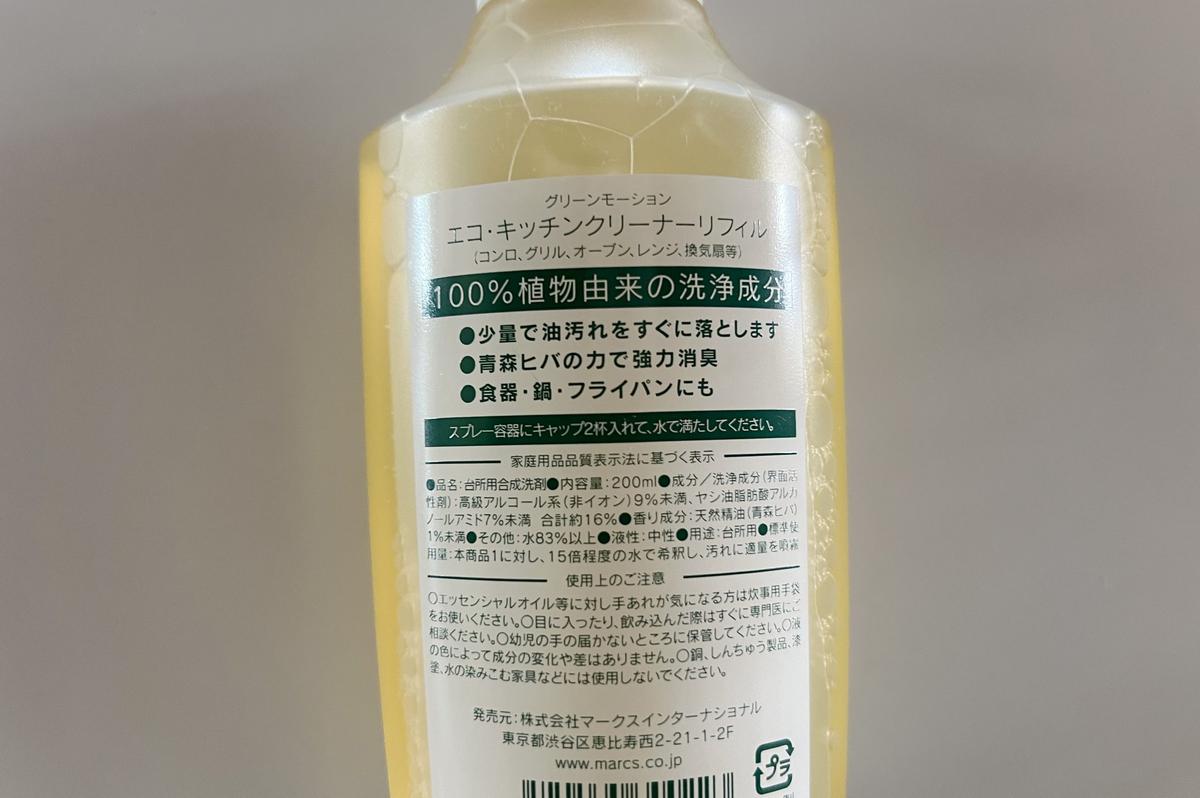 グリーンモーション
エコ・キッチンクリーナーリフィル
(コンロ、グリル、オーブン、レンジ、換気扇等)
100%植物由来の洗浄成分
●少量で油汚れをすぐに落とします
●青森ヒバの力で強力消臭
●食器・鍋・フライパンにも
スプレー容器にキャップ2杯入れて、水で満たしてください。
家庭用品品質表示法に基づく表示
●品名:台所用合成洗剤●内容量:200ml●成分/洗浄成分(界面活
性剤):高級アルコール系(非イオン)9%未満、ヤシ油脂肪酸アルカ
ノールアミド7%未満 合計約16%●香り成分:天然精油(青森ヒバ)
1%未満●その他:水83%以上●液性:中性●用途:台所用●標準使
用量:本商品1に対し、15倍程度の水で希釈し、汚れに適量を噴霧
使用上のご注意
○エッセンシャルオイル等に対し手あれが気になる方は炊事用手袋
をお使いください。○目に入ったり、飲み込んだ際はすぐに専門医にご
相談ください。○幼児の手の届かないところに保管してください。○液
の色によって成分の変化や差はありません。○銅、しんちゅう製品、漆
塗、水の染みこむ家具などには使用しないでください。
発売元:株式会社マークスインターナショナル
東京都渋谷区恵比寿西2-21-1-2F
www.marcs.co.jp
プラ